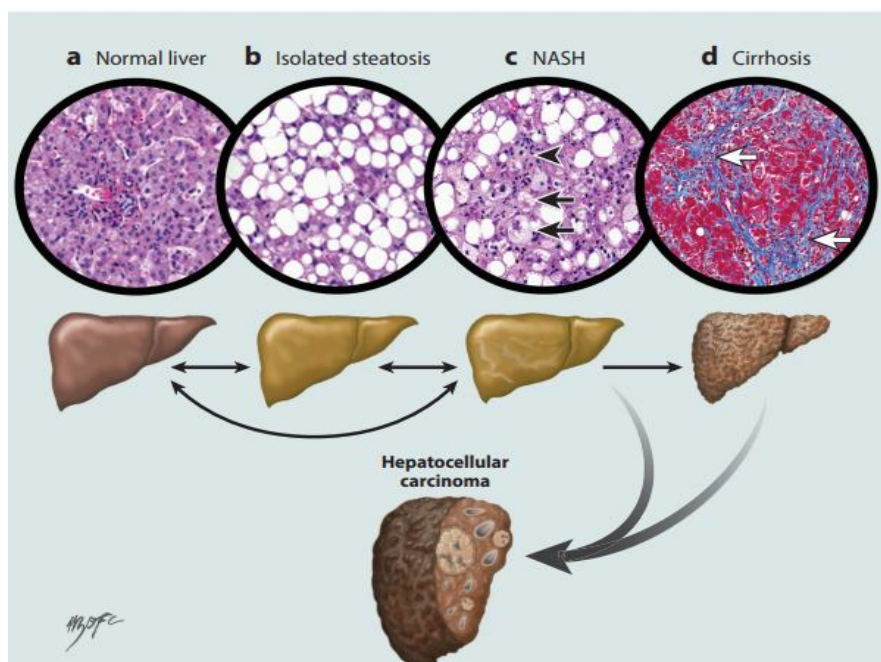 a Normal liver
b Isolated steatosis
c NASH
d Cirrhosis
Hepatocellular
carcinoma